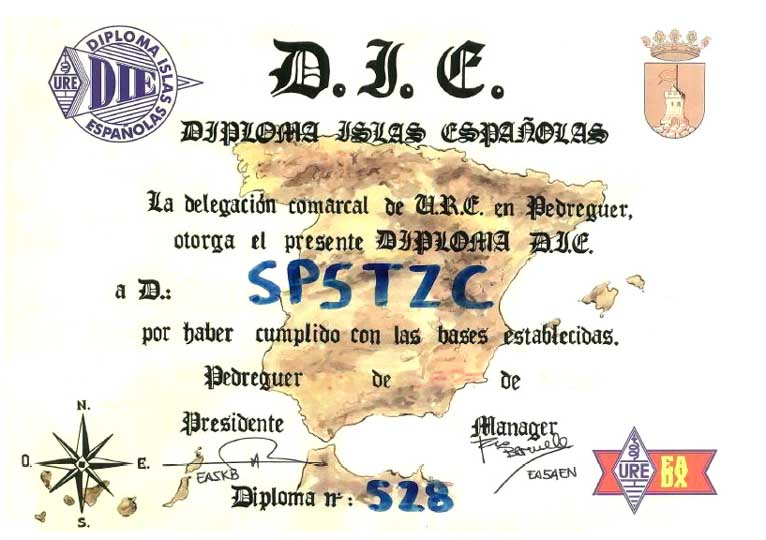 DIPLOMA ISLAS
URE DIE
ESPAÑOLAS
D.I.E.
DIPLOMA ISLAS ESPAÑOLAS
La delegación comarcal de U.R.E. en Pedreguer,
otorga el presente DIPLOMA D.I.E.
a D.: SP5TZC
por haber cumplido con las bases establecidas.
Pedreguer de de
Presidente Manager
EA5KB EA5AEN
Diploma nº: 528
N.
O. E.
S.
URE EA DX